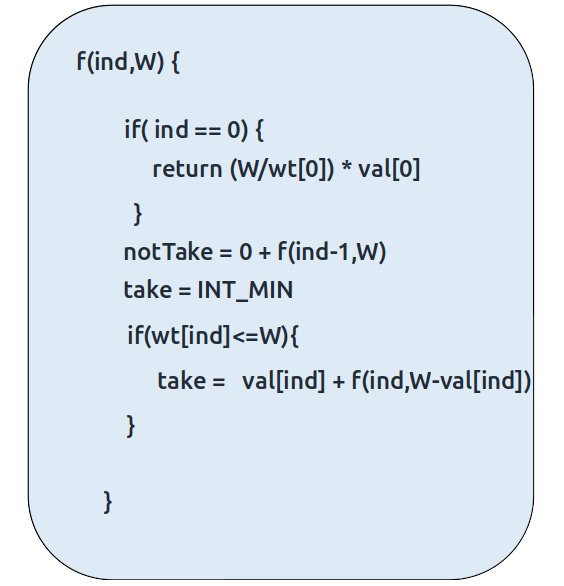 f(ind,W) {
if( ind == 0) {
return (W/wt[0]) * val[0]
}
notTake = 0 + f(ind-1,W)
take = INT_MIN
if(wt[ind]<=W){
take = val[ind] + f(ind,W-val[ind])
}
}